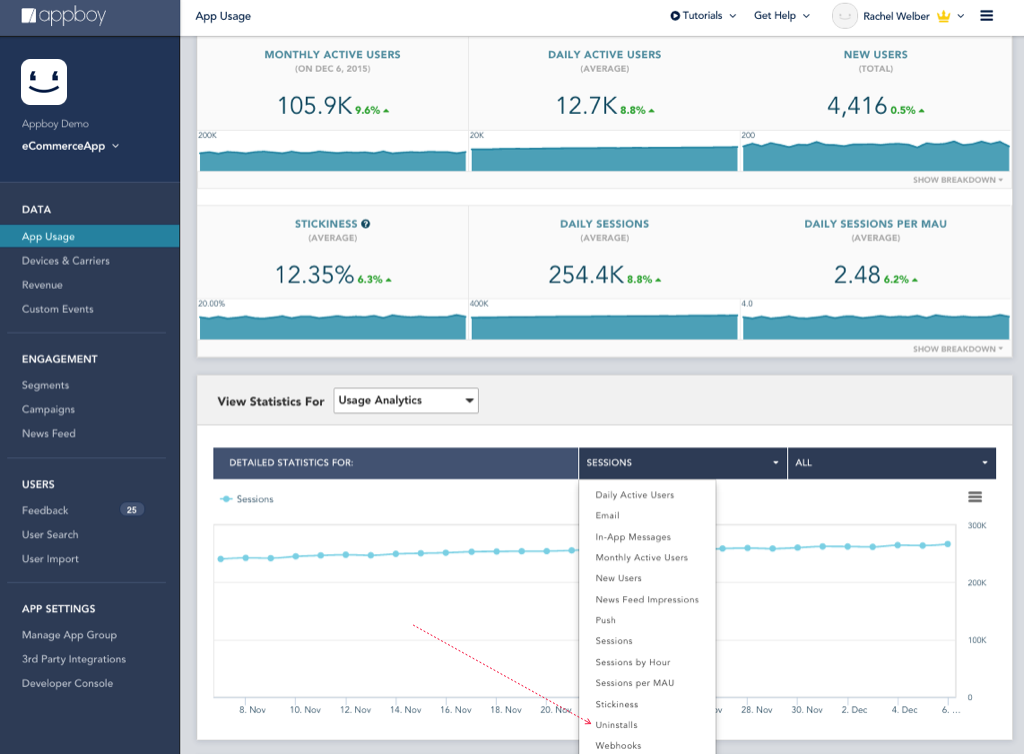 appboy
App Usage
Tutorials
Get Help
Rachel Welber
Appboy Demo
eCommerceApp
DATA
App Usage
Devices & Carriers
Revenue
Custom Events
ENGAGEMENT
Segments
Campaigns
News Feed
USERS
Feedback 25
User Search
User Import
APP SETTINGS
Manage App Group
3rd Party Integrations
Developer Console
MONTHLY ACTIVE USERS
(ON DEC 6, 2015)
105.9K 9.6%
200K
DAILY ACTIVE USERS
(AVERAGE)
12.7K 8.8%
20K
NEW USERS
(TOTAL)
4,416 0.5%
200
SHOW BREAKDOWN
STICKINESS
(AVERAGE)
12.35% 6.3%
20.00%
DAILY SESSIONS
(AVERAGE)
254.4K 8.8%
400K
DAILY SESSIONS PER MAU
(AVERAGE)
2.48 6.2%
4.0
SHOW BREAKDOWN
View Statistics For Usage Analytics
DETAILED STATISTICS FOR: SESSIONS ALL
Sessions
Daily Active Users
Email
In-App Messages
Monthly Active Users
New Users
News Feed Impressions
Push
Sessions
Sessions by Hour
Sessions per MAU
Stickiness
Uninstalls
Webhooks
300K
200K
100K
0
8. Nov 10. Nov 12. Nov 14. Nov 16. Nov 18. Nov 20. Nov ov 28. Nov 30. Nov 2. Dec 4. Dec 6. ...